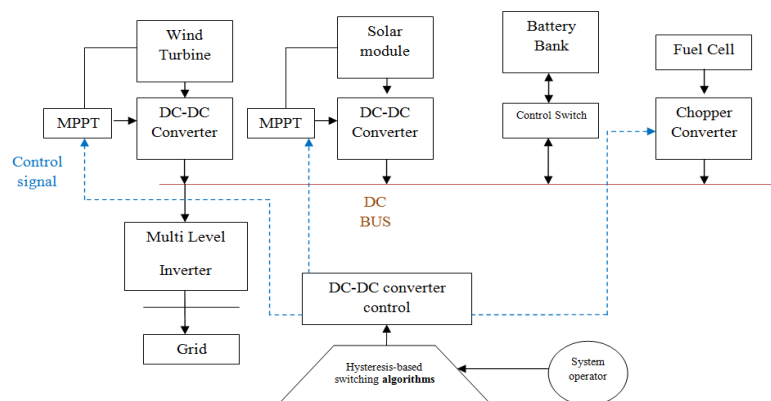 Wind
Turbine
Solar
module
Battery
Bank
Fuel Cell
MPPT
DC-DC
Converter
MPPT
DC-DC
Converter
Control Switch
Chopper
Converter
Control
signal
DC
BUS
Multi Level
Inverter
DC-DC converter
control
Grid
Hysteresis-based
switching algorithms
System
operator